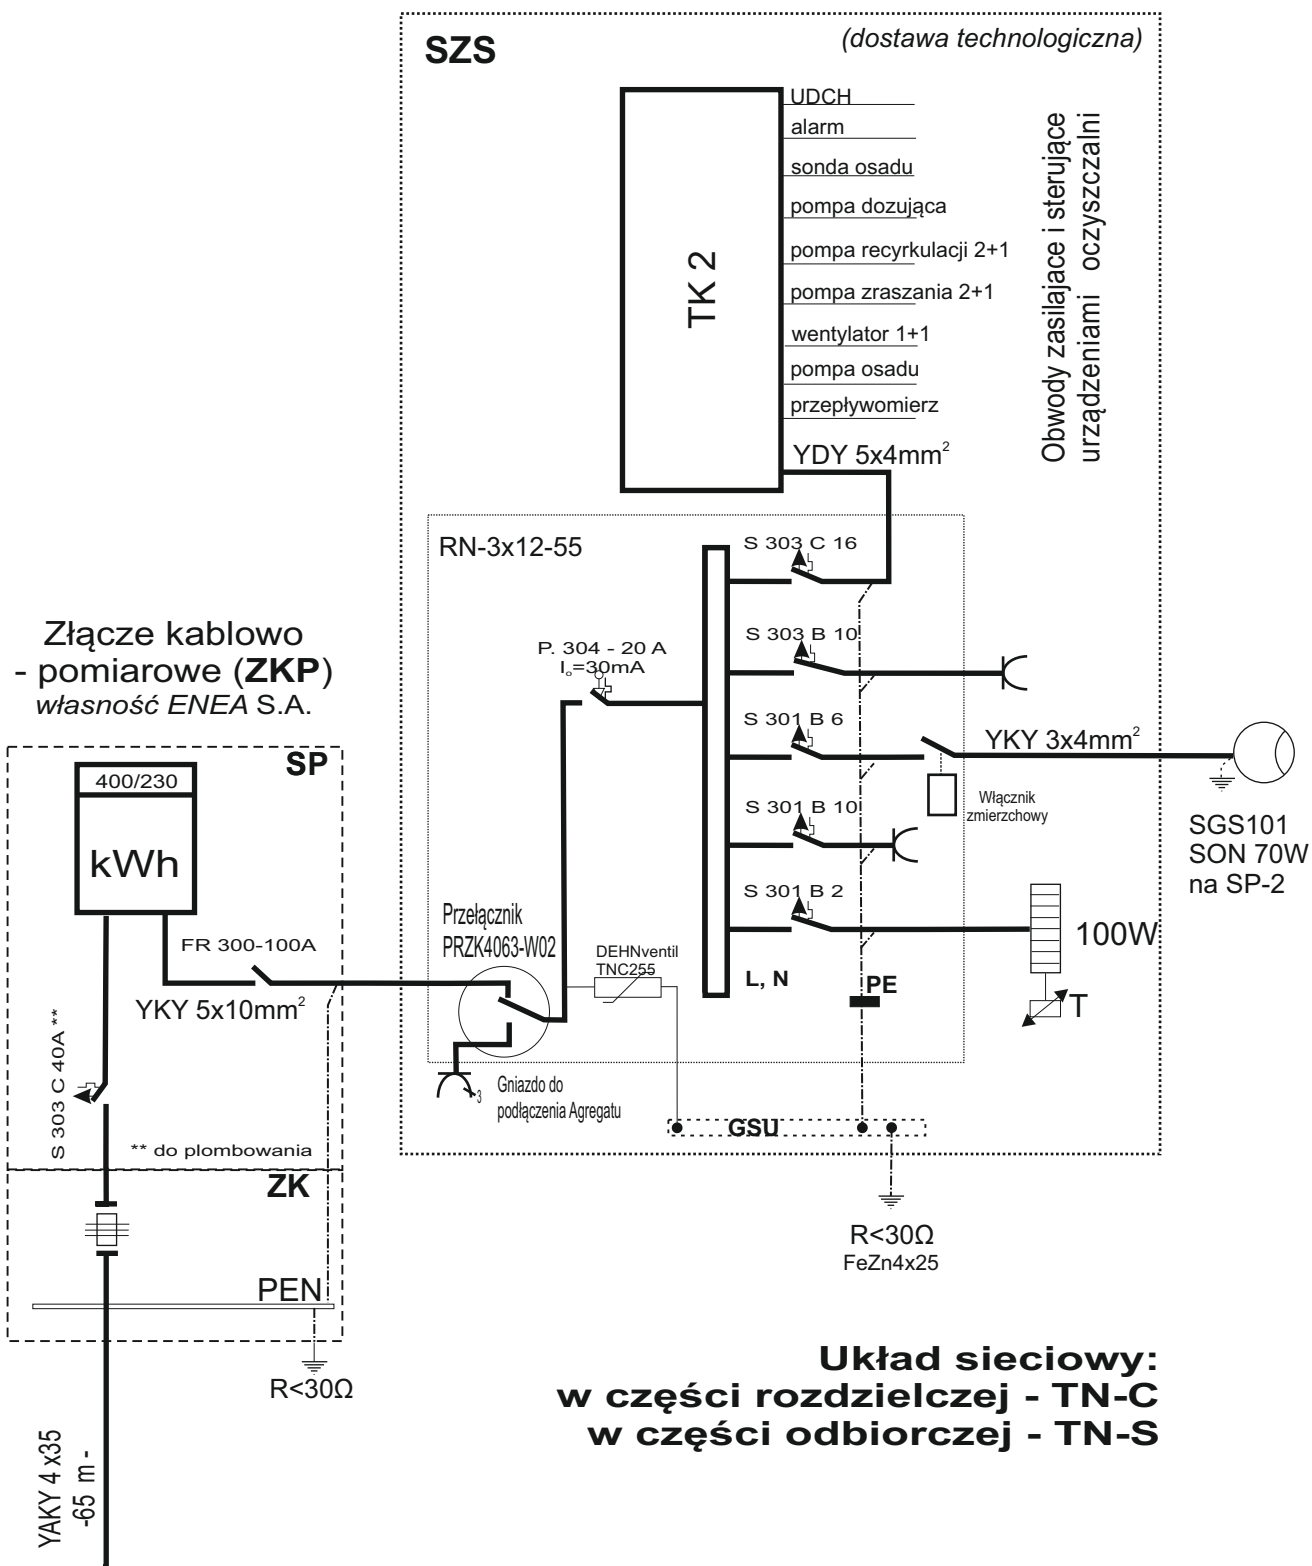 SZS
(dostawa technologiczna)
UDCH
alarm
sonda osadu
pompa dozująca
pompa recyrkulacji 2+1
pompa zraszania 2+1
wentylator 1+1
pompa osadu
przepływomierz
TK 2
Obwody zasilajace i sterujące
urządzeniami oczyszczalni
YDY 5x4mm²
RN-3x12-55
S 303 C 16
S 303 B 10
P. 304 - 20 A
I₀=30mA
S 301 B 6
YKY 3x4mm²
Włącznik
zmierzchowy
S 301 B 10
SGS101
SON 70W
na SP-2
S 301 B 2
100W
T
L, N
PE
Przełącznik
PRZK4063-W02
DEHNventil
TNC255
3
Gniazdo do
podłączenia Agregatu
GSU
R<30Ω
FeZn4x25
Złącze kablowo
- pomiarowe (ZKP)
własność ENEA S.A.
SP
400/230
kWh
FR 300-100A
YKY 5x10mm²
S 303 C 40A **
** do plombowania
ZK
PEN
R<30Ω
YAKY 4 x35
-65 m -
Układ sieciowy:
w części rozdzielczej - TN-C
w części odbiorczej - TN-S